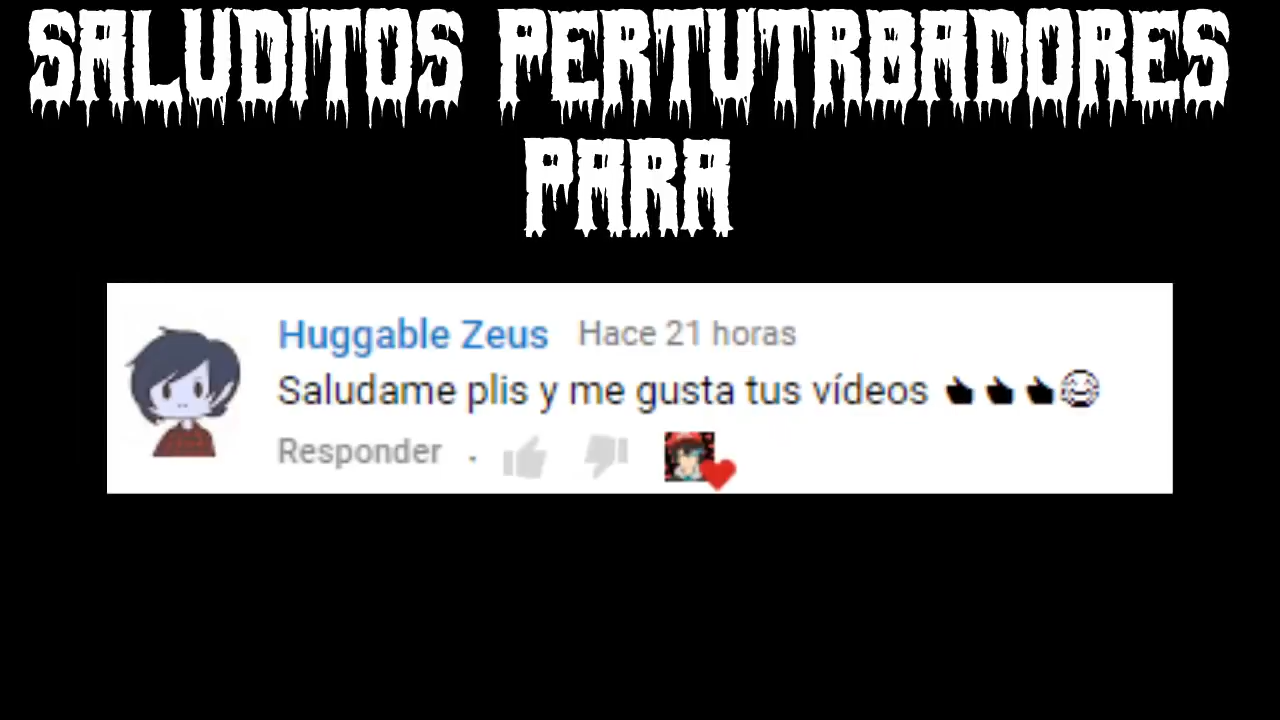 SALUDITOS PERTUTRBADORES
PARA
Huggable Zeus Hace 21 horas
Saludame plis y me gusta tus vídeos 👍👍👍😂
Responder .